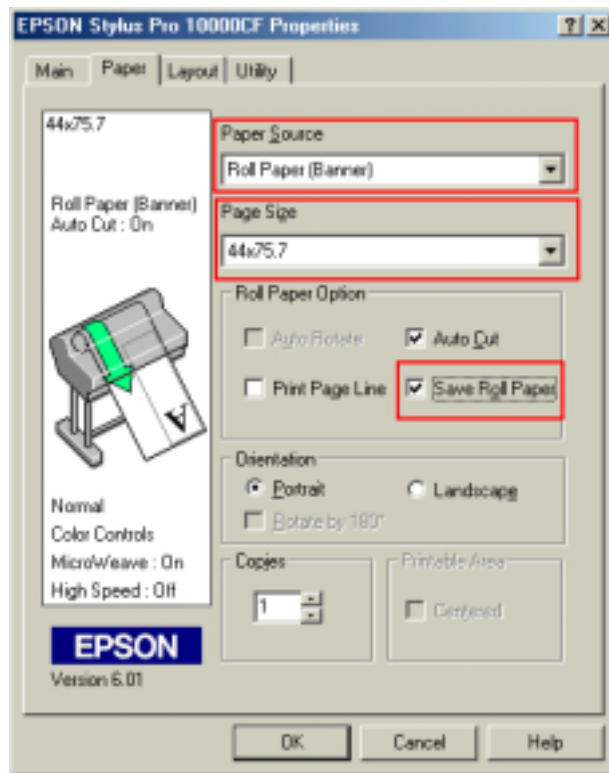 EPSON Stylus Pro 10000CF Properties
Main Paper Layout Utility
44x75.7
Roll Paper (Banner)
Auto Cut : On
Paper Source
Roll Paper (Banner)
Page Size
44x75.7
Roll Paper Option
Auto Rotate Auto Cut
Print Page Line Save Roll Paper
Orientation
Portrait Landscape
Rotate by 180°
A
Normal
Color Controls
MicroWeave : On
High Speed : Off
Copies
1
Printable Area
Centered
EPSON
Version 6.01
OK Cancel Help